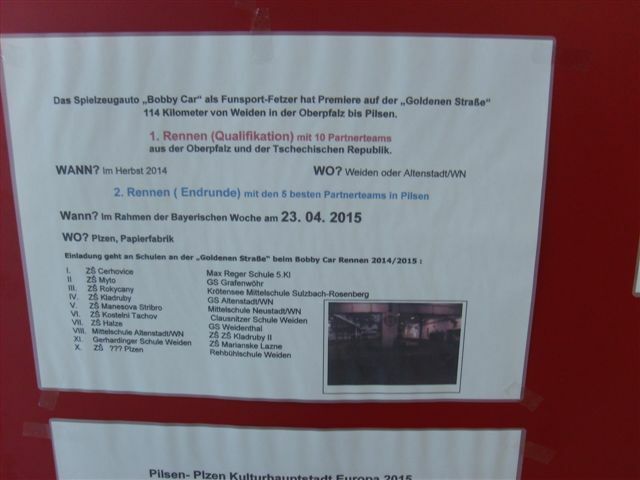 Das Spielzeugauto „Bobby Car“ als Funsport-Fetzer hat Premiere auf der „Goldenen Straße“
114 Kilometer von Weiden in der Oberpfalz bis Pilsen.
1. Rennen (Qualifikation) mit 10 Partnerteams
aus der Oberpfalz und der Tschechischen Republik.
WANN? Im Herbst 2014 WO? Weiden oder Altenstadt/WN
2. Rennen ( Endrunde) mit den 5 besten Partnerteams in Pilsen
Wann? Im Rahmen der Bayerischen Woche am 23. 04. 2015
WO? Plzen, Papierfabrik
Einladung geht an Schulen an der „Goldenen Straße“ beim Bobby Car Rennen 2014/2015 :
I. ZŠ Cerhovice Max Reger Schule 5.Kl
II ZŠ Myto GS Grafenwöhr
III. ZŠ Rokycany Krötensee Mittelschule Sulzbach-Rosenberg
IV. ZŠ Kladruby GS Altenstadt/WN
V. ZŠ Manesova Stribro Mittelschule Neustadt/WN
VI. ZŠ Kostelni Tachov Clausnitzer Schule Weiden
VII. ZŠ Halze GS Weidenthal
VIII. Mittelschule Altenstadt/WN ZŠ ZŠ Kladruby II
XI. Gerhardinger Schule Weiden ZŠ Marianske Lazne
X. ZŠ ??? Plzen Rehbühlschule Weiden
Pilsen- Plzen Kulturhauptstadt Europa 2015